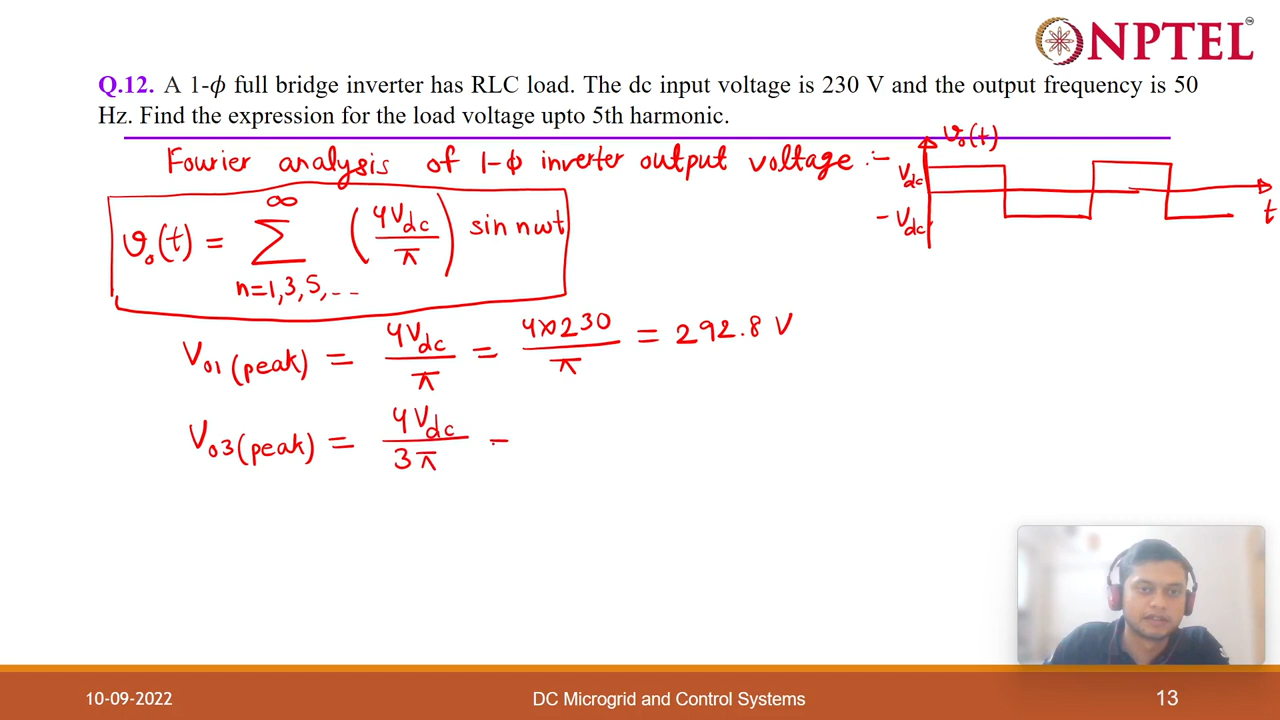 NPTEL
Q.12. A 1-ϕ full bridge inverter has RLC load. The dc input voltage is 230 V and the output frequency is 50
Hz. Find the expression for the load voltage upto 5th harmonic.
Fourier analysis of 1-ϕ inverter output voltage :-
v₀(t)
Vdc
-Vdc
t
v₀(t) = ∑ (4Vdc/π) sin nωt
∞
n=1,3,5,...
V01(peak) = 4Vdc/π = 4×230/π = 292.8 V
V03(peak) = 4Vdc/3π =
10-09-2022
DC Microgrid and Control Systems
13